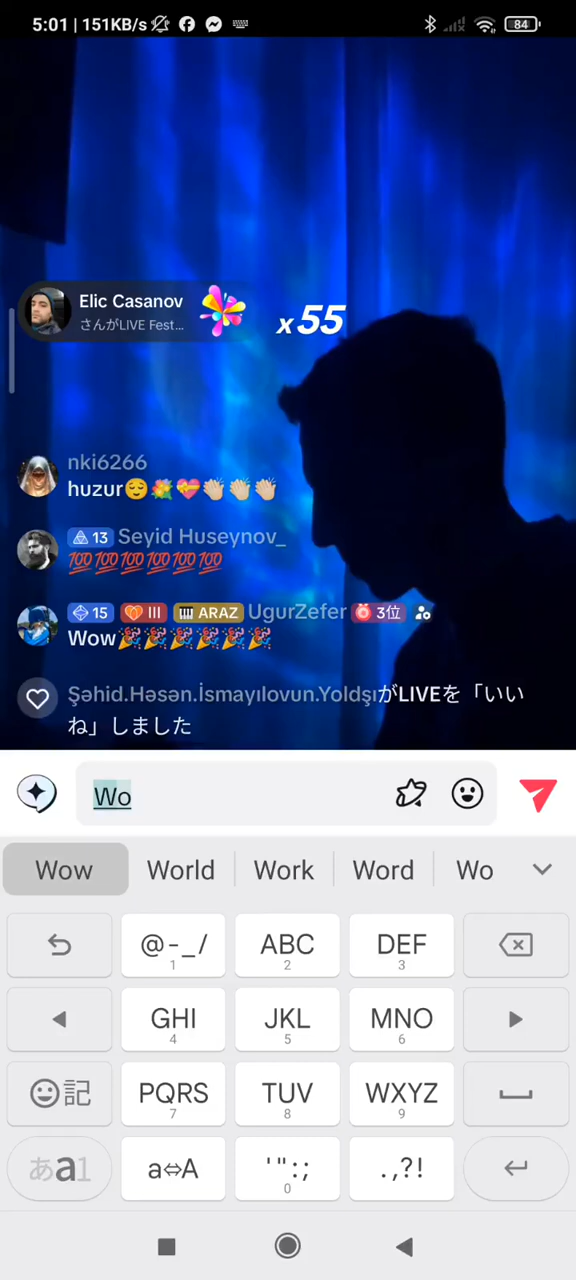 5:01 | 151KB/s
84
Elic Casanov
さんがLIVE Fest...
x55
nki6266
huzur😌💐💝👏🏼👏🏼👏🏼
13 Seyid Huseynov_
💯💯💯💯💯💯
15 III ARAZ UgurZefer 3位
Wow🎉🎉🎉🎉🎉🎉
Şəhid.Həsən.İsmayılovun.YoldşıがLIVEを「いい
ね」しました
Wo
Wow World Work Word Wo
@-_/ 1 ABC 2 DEF 3
GHI 4 JKL 5 MNO 6
記 PQRS 7 TUV 8 WXYZ 9
あa1 a⇔A '":; 0 .,?!